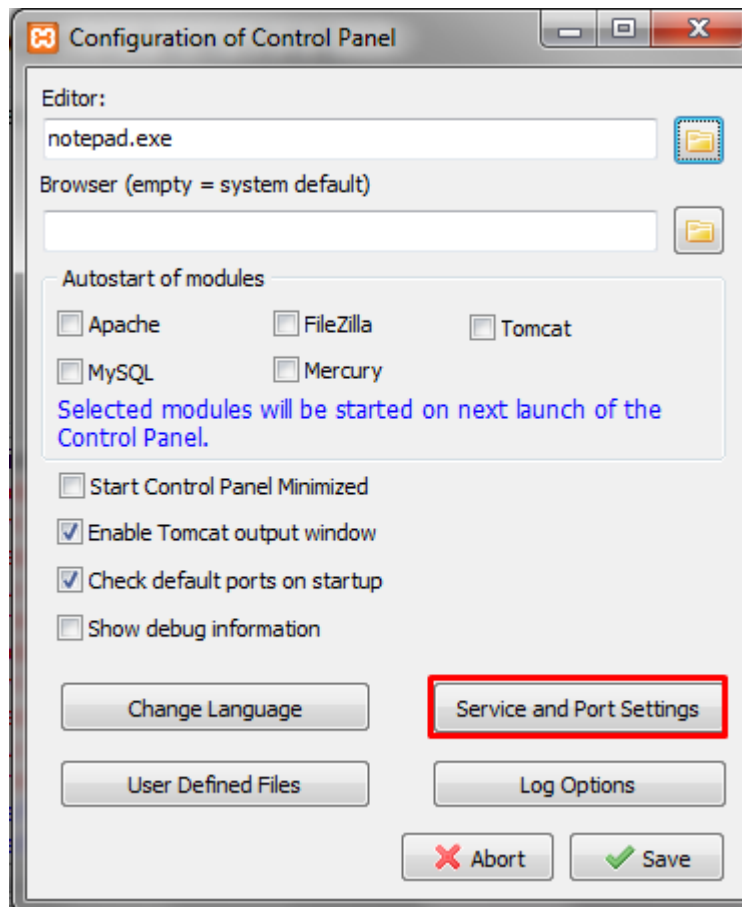 Configuration of Control Panel
Editor:
notepad.exe
Browser (empty = system default)
Autostart of modules
Apache
FileZilla
Tomcat
MySQL
Mercury
Selected modules will be started on next launch of the
Control Panel.
Start Control Panel Minimized
Enable Tomcat output window
Check default ports on startup
Show debug information
Change Language
Service and Port Settings
User Defined Files
Log Options
Abort
Save